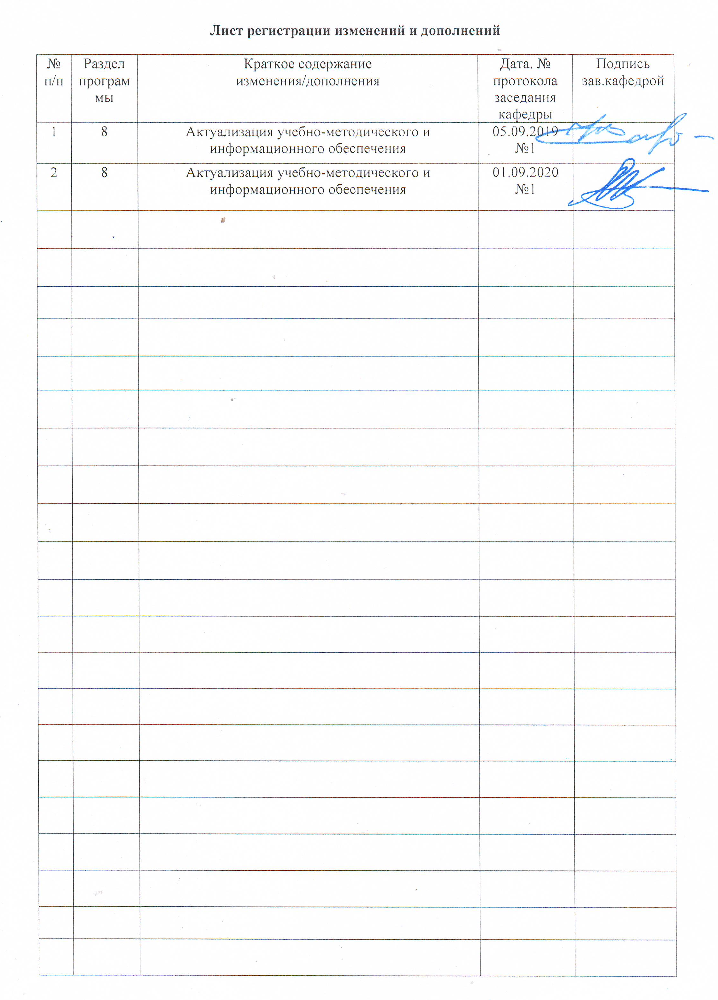 Лист регистрации изменений и дополнений
№
п/п
Раздел
програм
мы
Краткое содержание
изменения/дополнения
Дата. №
протокола
заседания
кафедры
Подпись
зав.кафедрой
1
8
Актуализация учебно-методического и
информационного обеспечения
05.09.2019
№1
2
8
Актуализация учебно-методического и
информационного обеспечения
01.09.2020
№1